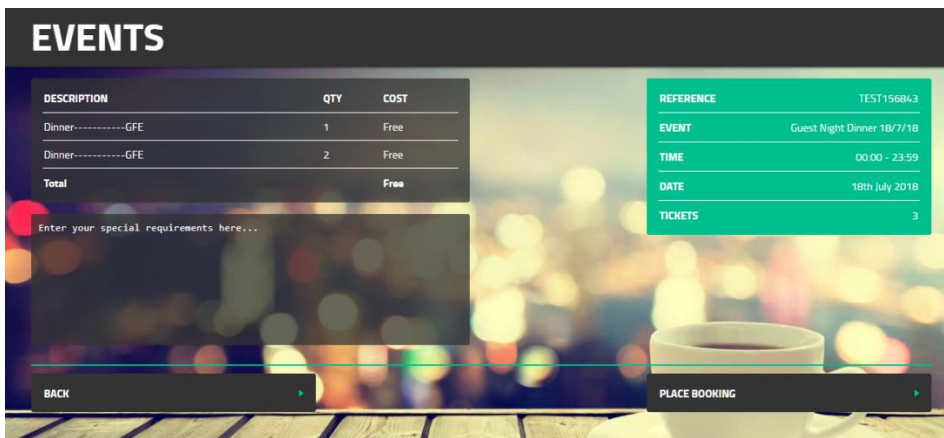 EVENTS
DESCRIPTION QTY COST
Dinner-----------GFE 1 Free
Dinner-----------GFE 2 Free
Total Free
Enter your special requirements here...
REFERENCE TEST156843
EVENT Guest Night Dinner 18/7/18
TIME 00:00 - 23:59
DATE 18th July 2018
TICKETS 3
BACK
PLACE BOOKING